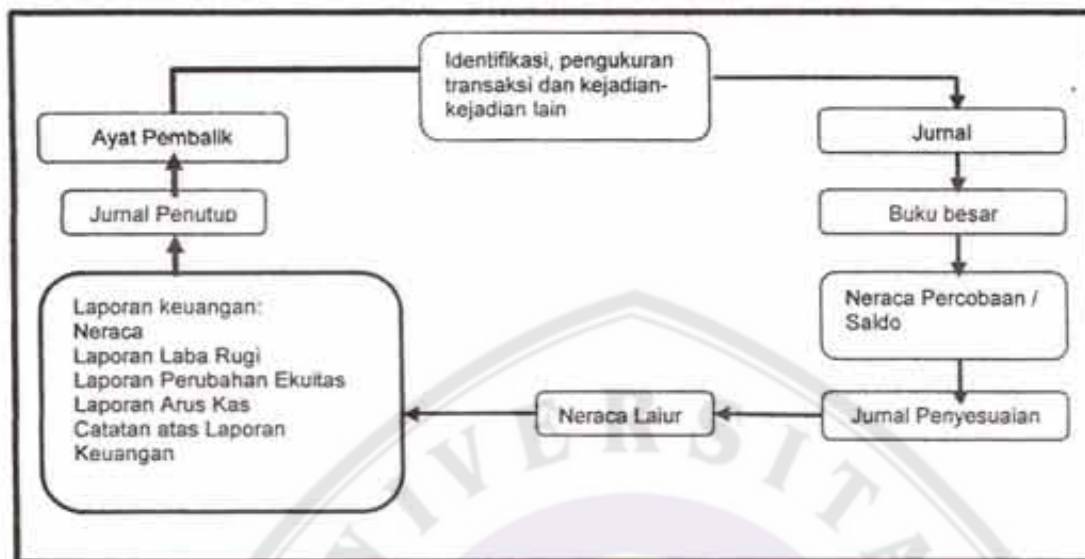 Identifikasi, pengukuran
transaksi dan kejadian-
kejadian lain
Jurnal
Buku besar
Neraca Percobaan /
Saldo
Jurnal Penyesuaian
Neraca Lajur
Laporan keuangan:
Neraca
Laporan Laba Rugi
Laporan Perubahan Ekuitas
Laporan Arus Kas
Catatan atas Laporan
Keuangan
Jurnal Penutup
Ayat Pembalik
NIVERSITA